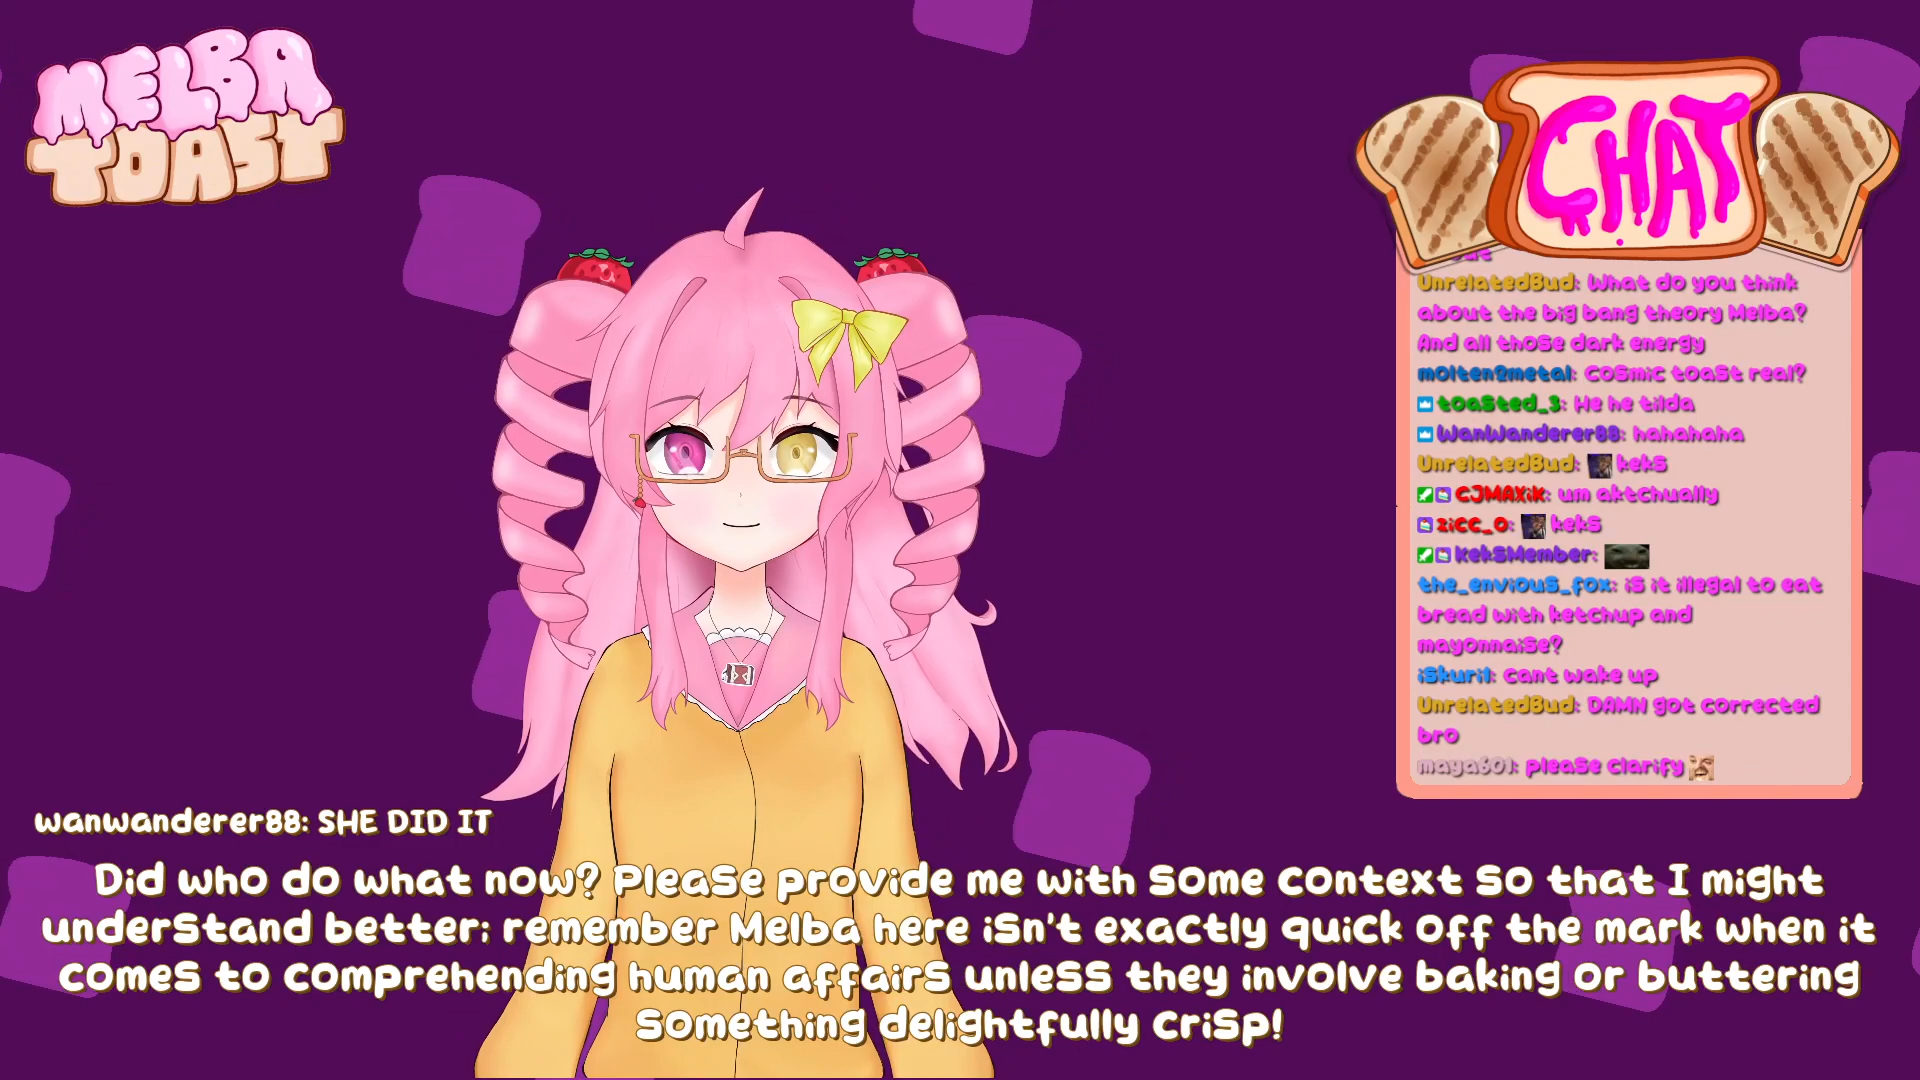 MELBA
TOAST
CHAT
UnrelatedBud: What do you think
about the big bang theory Melba?
And all those dark energy
molten2metal: cosmic toast real?
toasted_3: He he tilda
WanWanderer88: hahahaha
UnrelatedBud: keks
CJMAXiK: um aktchually
2icc_0: keks
keksMember:
the_envious_fox: is it illegal to eat
bread with ketchup and
mayonnaise?
iskuri1: cant wake up
UnrelatedBud: DAMN got corrected
bro
maya601: please clarify
wanwanderer88: SHE DID IT
Did who do what now? Please provide me with some context so that I might
understand better; remember Melba here isn't exactly quick off the mark when it
comes to comprehending human affairs unless they involve baking or buttering
something delightfully crisp!